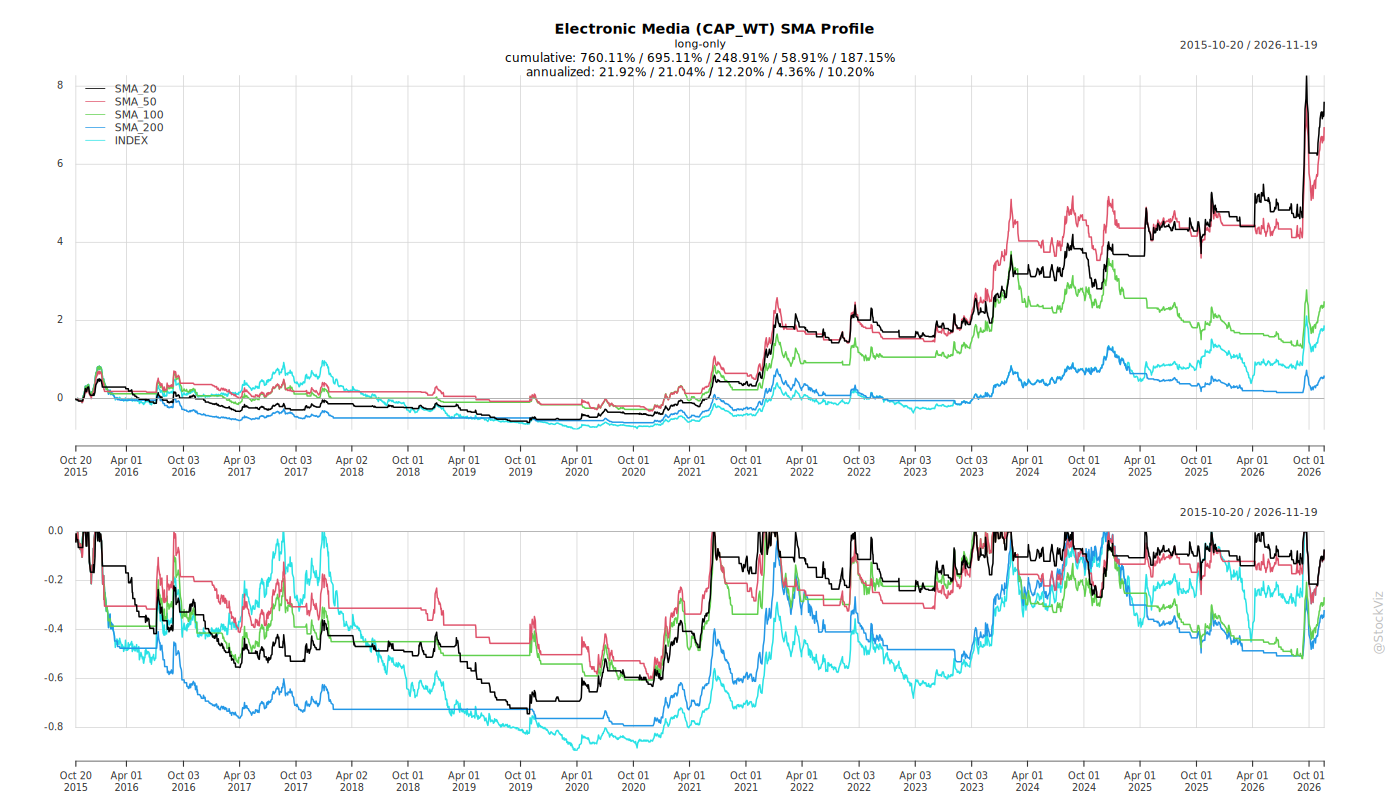 Electronic Media (CAP_WT) SMA Profile
long-only
cumulative: 760.11% / 695.11% / 248.91% / 58.91% / 187.15%
annualized: 21.92% / 21.04% / 12.20% / 4.36% / 10.20%
2015-10-20 / 2026-11-19
SMA_20
SMA_50
SMA_100
SMA_200
INDEX
8
6
4
2
0
Oct 20 Apr 01 Oct 03 Apr 03 Oct 03 Apr 02 Oct 01 Apr 01 Oct 01 Apr 01 Oct 01 Apr 01 Oct 01 Apr 01 Oct 03 Apr 03 Oct 03 Apr 01 Oct 01 Apr 01 Oct 01 Apr 01 Oct 01
2015 2016 2016 2017 2017 2018 2018 2019 2019 2020 2020 2021 2021 2022 2022 2023 2023 2024 2024 2025 2025 2026 2026
2015-10-20 / 2026-11-19
0.0
-0.2
-0.4
-0.6
-0.8
Oct 20 Apr 01 Oct 03 Apr 03 Oct 03 Apr 02 Oct 01 Apr 01 Oct 01 Apr 01 Oct 01 Apr 01 Oct 01 Apr 01 Oct 03 Apr 03 Oct 03 Apr 01 Oct 01 Apr 01 Oct 01 Apr 01 Oct 01
2015 2016 2016 2017 2017 2018 2018 2019 2019 2020 2020 2021 2021 2022 2022 2023 2023 2024 2024 2025 2025 2026 2026
@StockViz